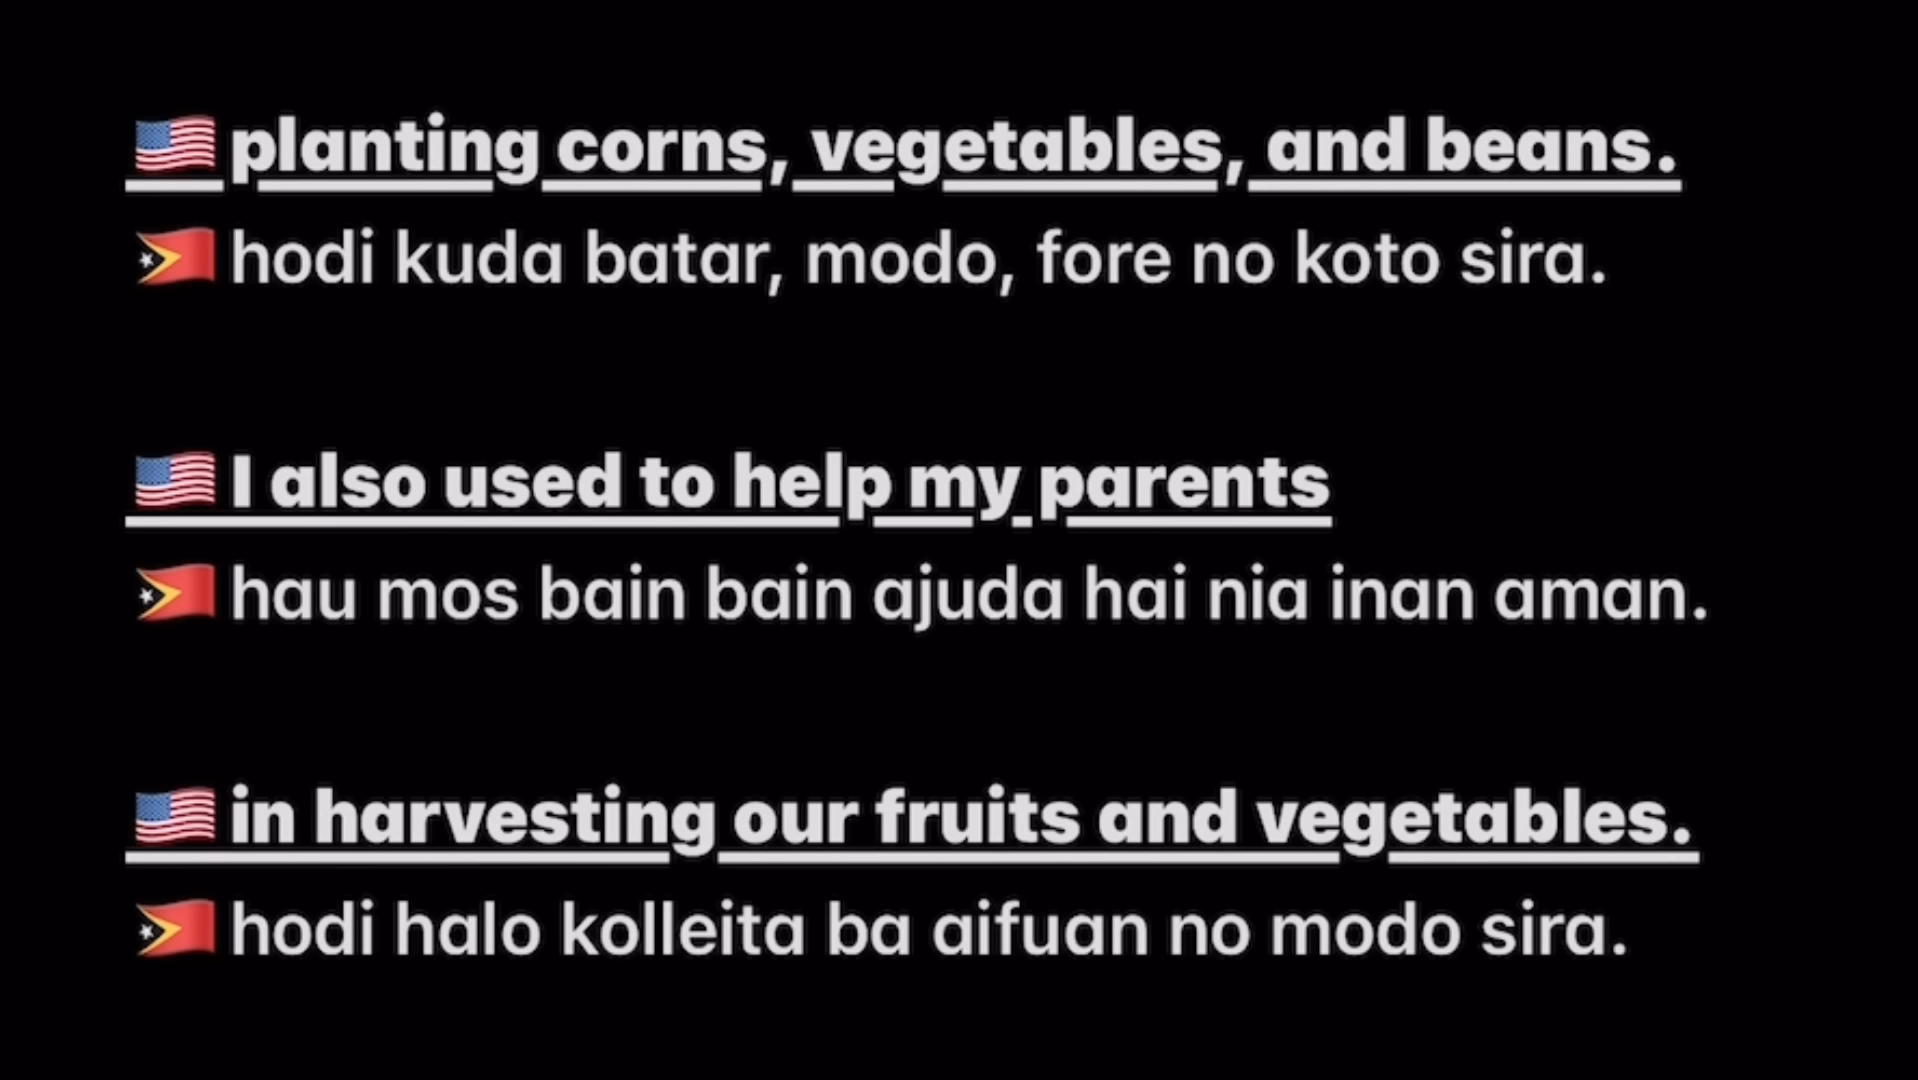 🇺🇸 planting corns, vegetables, and beans.
🇹🇱 hodi kuda batar, modo, fore no koto sira.
🇺🇸 I also used to help my parents
🇹🇱 hau mos bain bain ajuda hai nia inan aman.
🇺🇸 in harvesting our fruits and vegetables.
🇹🇱 hodi halo kolleita ba aifuan no modo sira.